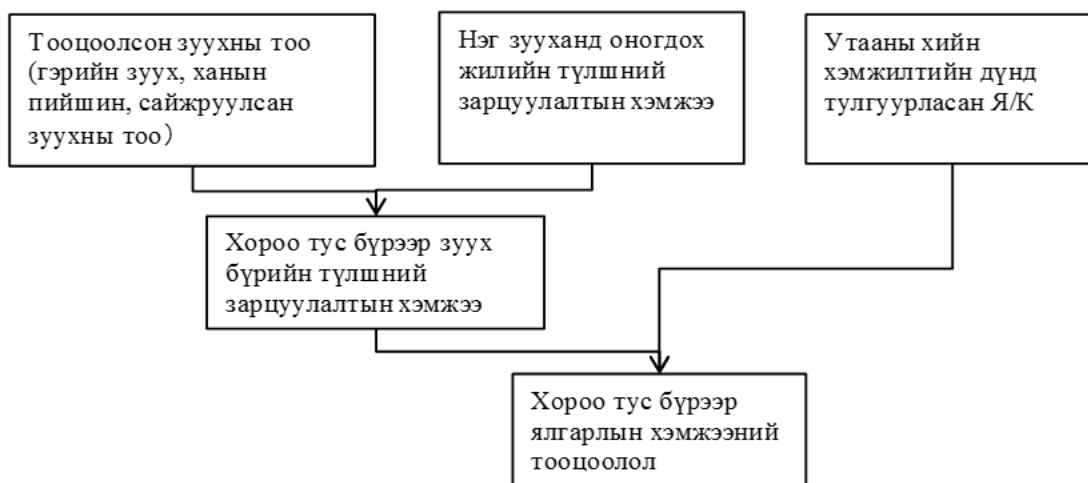 Тооцоолсон зуухны тоо
(гэрийн зуух, ханын
пийшин, сайжруулсан
зуухны тоо)
Нэг зууханд оногдох
жилийн түлшний
зарцуулалтын хэмжээ
Утааны хийн
хэмжилтийн дүнд
тулгуурласан Я/К
Хороо тус бүрээр зуух
бүрийн түлшний
зарцуулалтын хэмжээ
Хороо тус бүрээр
ялгарлын хэмжээний
тооцоолол